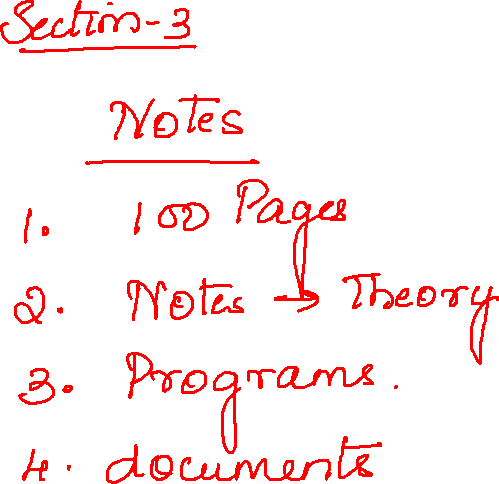 Section-3
Notes
1. 100 Pages
2. Notes → Theory
3. Programs.
4. documents